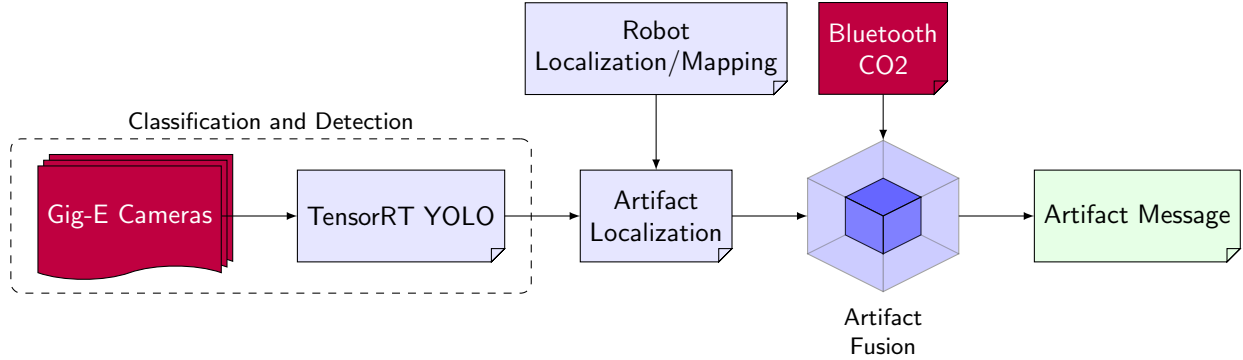 Robot
Localization/Mapping
Bluetooth
CO2
Classification and Detection
Gig-E Cameras
TensorRT YOLO
Artifact
Localization
Artifact Message
Artifact
Fusion